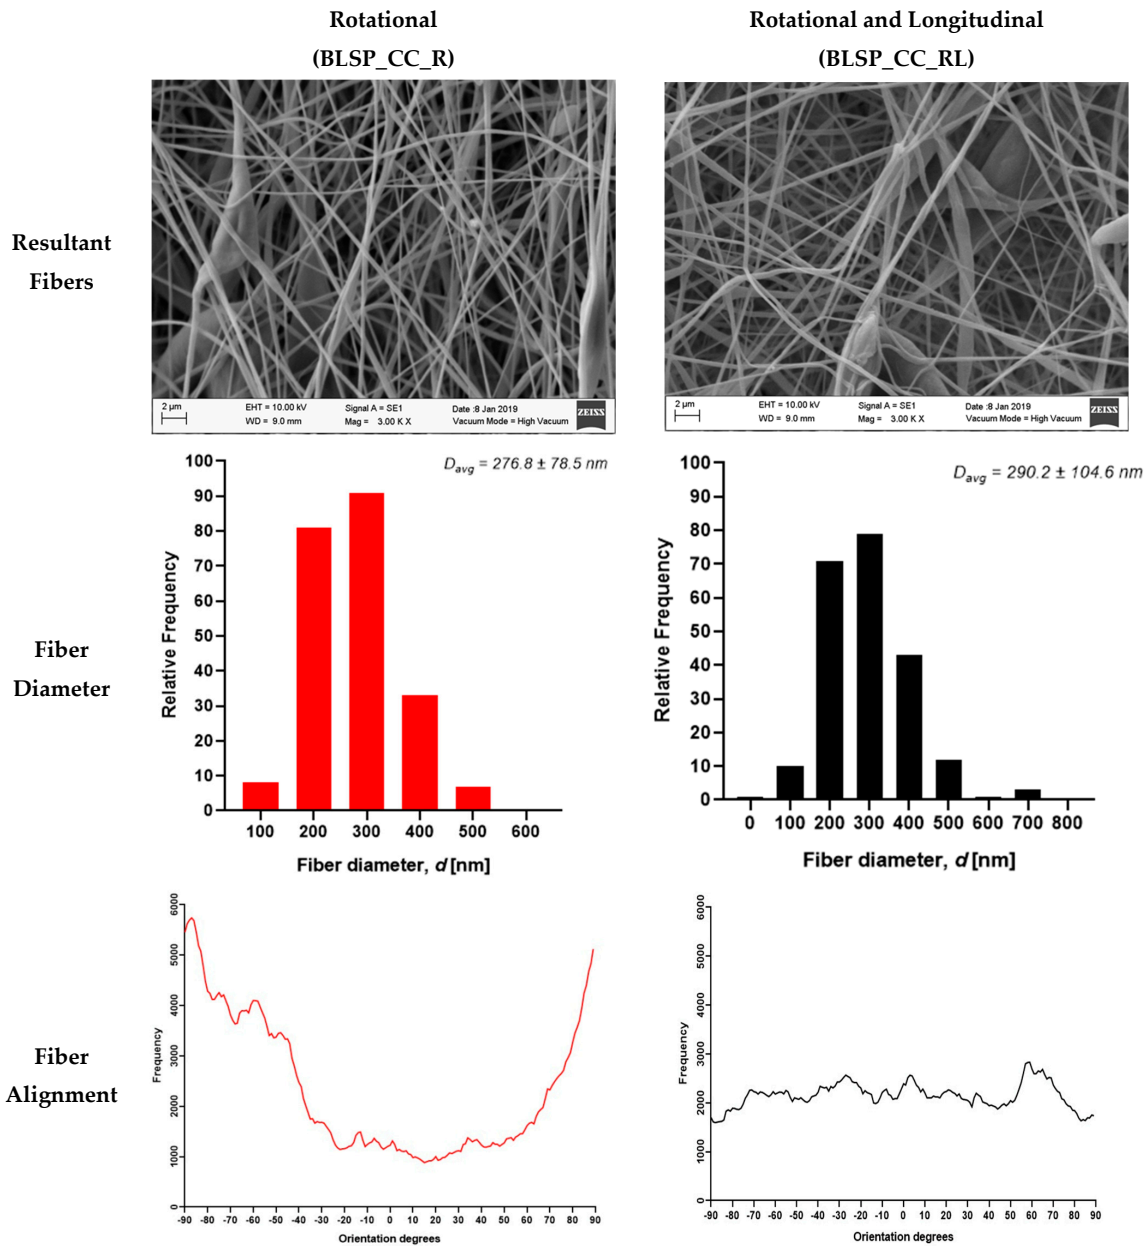 Rotational
(BLSP_CC_R)
Rotational and Longitudinal
(BLSP_CC_RL)
Resultant
Fibers
2 µm
EHT = 10.00 kV
WD = 9.0 mm
Signal A = SE1
Mag = 3.00 K X
Date :8 Jan 2019
Vacuum Mode = High Vacuum
ZEISS
2 µm
EHT = 10.00 kV
WD = 9.0 mm
Signal A = SE1
Mag = 3.00 K X
Date :8 Jan 2019
Vacuum Mode = High Vacuum
ZEISS
Fiber
Diameter
Davg = 276.8 ± 78.5 nm
Relative Frequency
100
90
80
70
60
50
40
30
20
10
0
100 200 300 400 500 600
Fiber diameter, d [nm]
Davg = 290.2 ± 104.6 nm
Relative Frequency
100
90
80
70
60
50
40
30
20
10
0
0 100 200 300 400 500 600 700 800
Fiber diameter, d [nm]
Fiber
Alignment
Frequency
6000
5000
4000
3000
2000
1000
0
-90 -80 -70 -60 -50 -40 -30 -20 -10 0 10 20 30 40 50 60 70 80 90
Orientation degrees
Frequency
6000
5000
4000
3000
2000
1000
0
-90 -80 -70 -60 -50 -40 -30 -20 -10 0 10 20 30 40 50 60 70 80 90
Orientation degrees